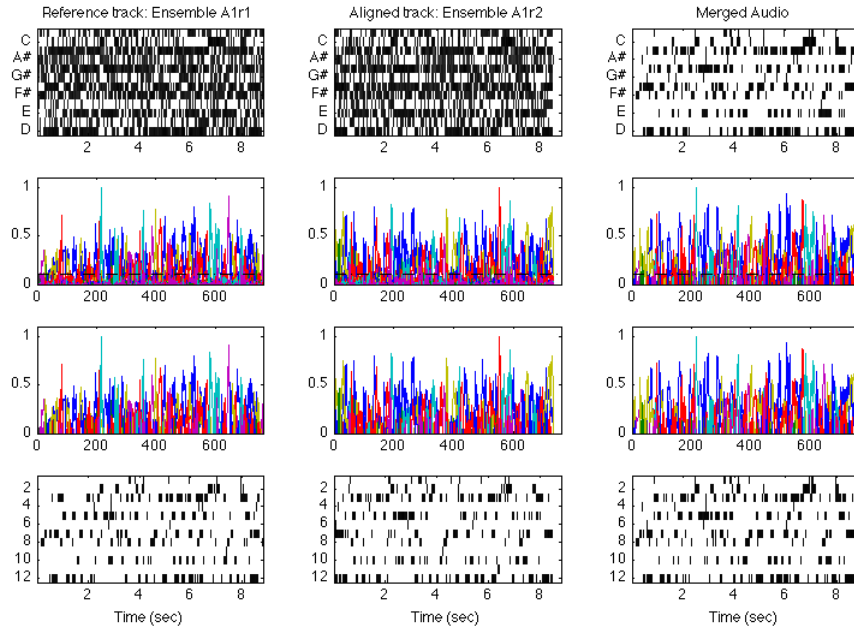 Reference track: Ensemble A1r1
Aligned track: Ensemble A1r2
Merged Audio
C
A#
G#
F#
E
D
2 4 6 8
C
A#
G#
F#
E
D
2 4 6 8
C
A#
G#
F#
E
D
2 4 6 8
1
0.5
0
0 200 400 600
1
0.5
0
0 200 400 600
1
0.5
0
0 200 400 600
1
0.5
0
0 200 400 600
1
0.5
0
0 200 400 600
1
0.5
0
0 200 400 600
2
4
6
8
10
12
2 4 6 8
2
4
6
8
10
12
2 4 6 8
2
4
6
8
10
12
2 4 6 8
Time (sec)
Time (sec)
Time (sec)